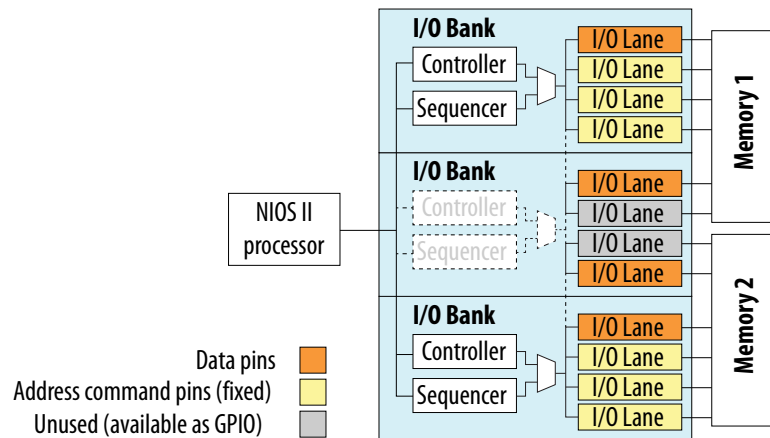 I/O Bank
Controller
Sequencer
I/O Lane
I/O Lane
I/O Lane
I/O Lane
Memory 1
I/O Bank
Controller
Sequencer
I/O Lane
I/O Lane
I/O Lane
I/O Lane
NIOS II
processor
Memory 2
I/O Bank
Controller
Sequencer
I/O Lane
I/O Lane
I/O Lane
I/O Lane
Data pins
Address command pins (fixed)
Unused (available as GPIO)